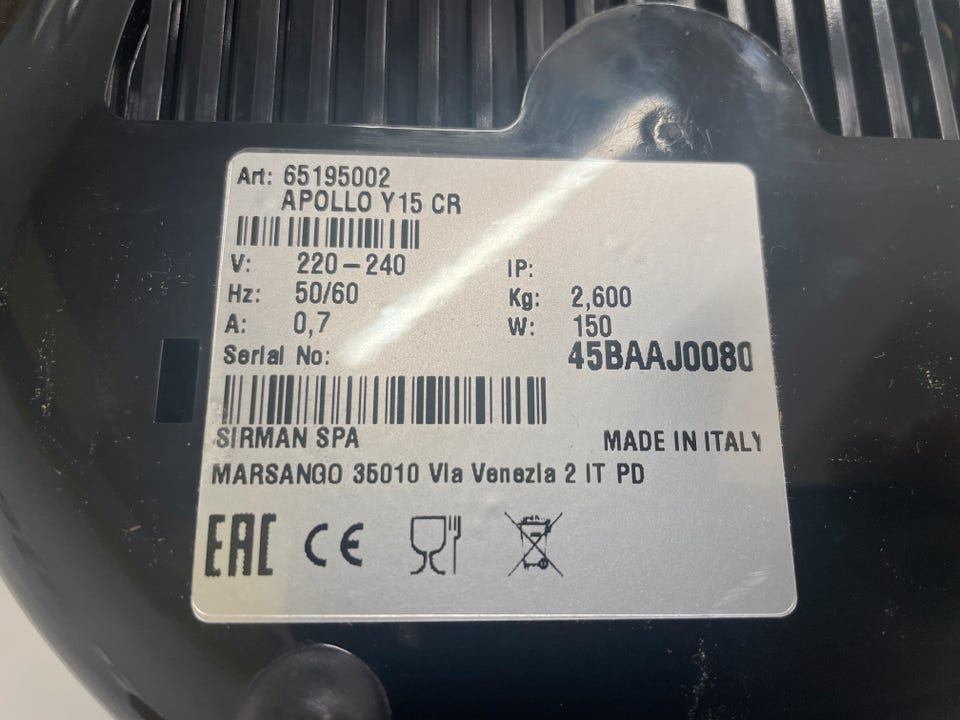 Art: 65195002
APOLLO Y15 CR
V: 220-240
IP:
Hz: 50/60
Kg: 2,600
A: 0,7
W: 150
Serial No: 45BAAJ0080
SIRMAN SPA
MADE IN ITALY
MARSANGO 35010 Via Venezia 2 IT PD
EAC CE